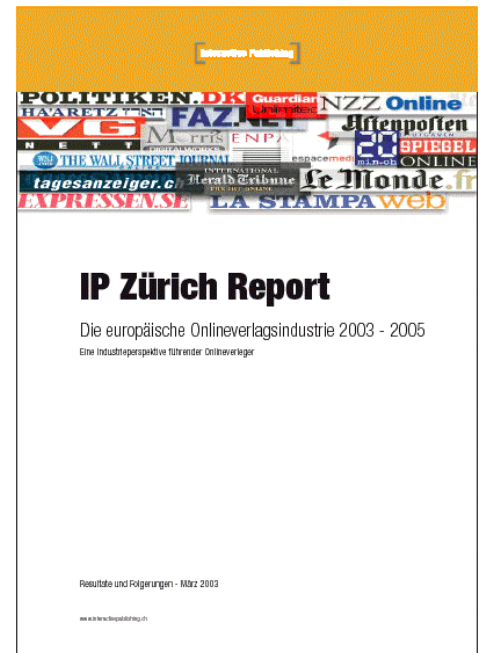 [Interactive Publishing]
POLITIKEN.DK
Guardian Unlimited
NZZ Online
HA'ARETZ
FAZ.NET
Aftenposten
VG NETT
Morris DIGITALWORKS
ENPA
SPIEGEL ONLINE
THE WALL STREET JOURNAL
espacemedi
20 min.ch
tagesanzeiger.ch
INTERNATIONAL Herald Tribune
Le Monde.fr
EXPRESSEN.SE
LA STAMPA web
IP Zürich Report
Die europäische Onlineverlagsindustrie 2003 - 2005
Eine Industrieperspektive führender Onlineverleger
Resultate und Folgerungen - März 2003
www.interactivepublishing.ch